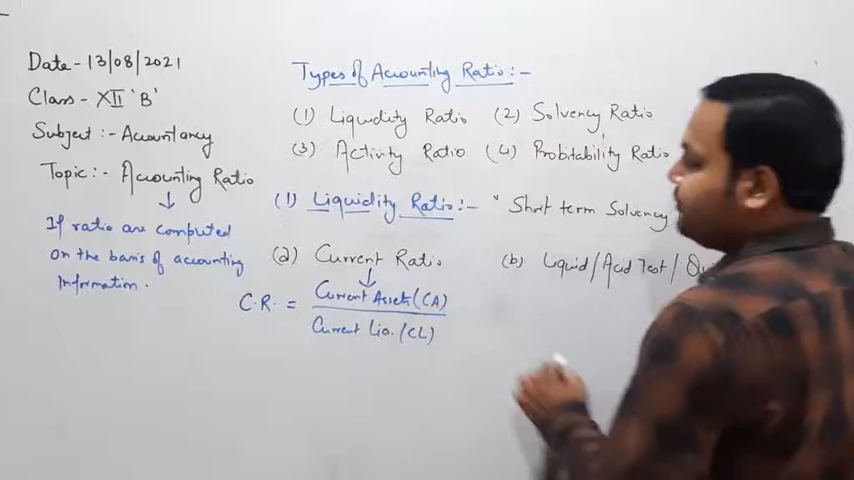 Date - 13/08/2021
Class - XII 'B'
Subject :- Accountancy
Topic :- Accounting Ratio
If ratio are computed
on the basis of accounting
Information.
Types of Accounting Ratio :-
(1) Liquidity Ratio (2) Solvency Ratio
(3) Activity Ratio (4) Probitability Ratio
(1) Liquidity Ratio :- " Short term Solvency
(a) Current Ratio (b) Liquid/Acid Test/
C.R. = Current Assets (CA)
Current Lia. (CL)